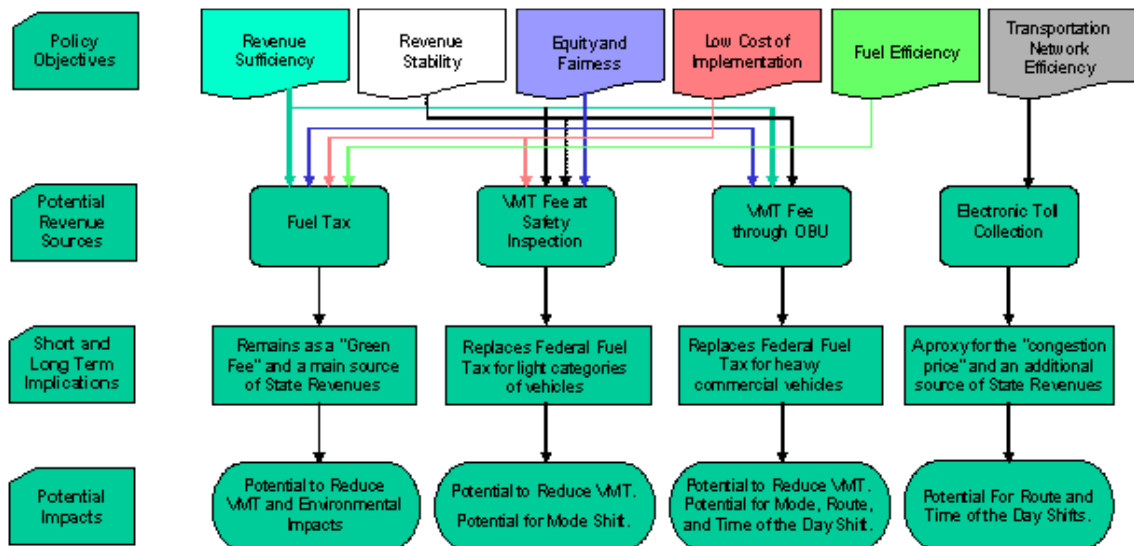 Policy
Objectives
Revenue
Sufficiency
Revenue
Stability
Equity and
Fairness
Low Cost of
Implementation
Fuel Efficiency
Transportation
Network
Efficiency
Potential
Revenue
Sources
Fuel Tax
VMT Fee at
Safety
Inspection
VMT Fee
through OBU
Electronic Toll
Collection
Short and
Long Term
Implications
Remains as a "Green
Fee" and a main source
of State Revenues
Replaces Federal Fuel
Tax for light categories
of vehicles
Replaces Federal Fuel
Tax for heavy
commercial vehicles
A proxy for the "congestion
price" and an additional
source of State Revenues
Potential
Impacts
Potential to Reduce
VMT and Environmental
Impacts
Potential to Reduce VMT.
Potential for Mode Shift.
Potential to Reduce VMT.
Potential for Mode, Route,
and Time of the Day Shift.
Potential For Route and
Time of the Day Shifts.